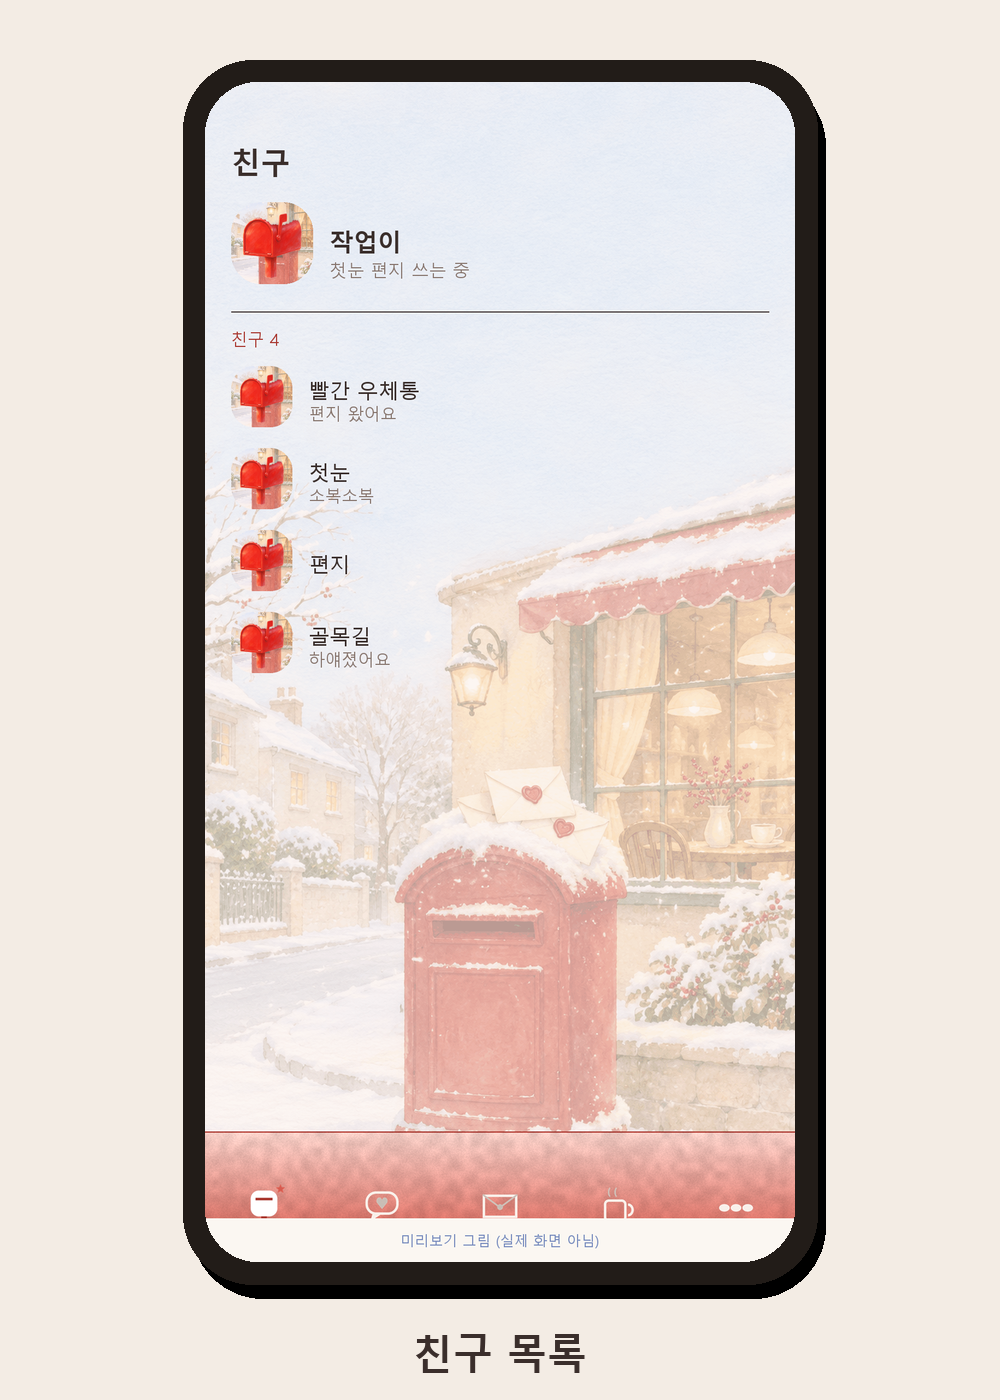 친구
작업이
첫눈 편지 쓰는 중
친구 4
빨간 우체통
편지 왔어요
첫눈
소복소복
편지
골목길
하얘졌어요
미리보기 그림 (실제 화면 아님)
친구 목록